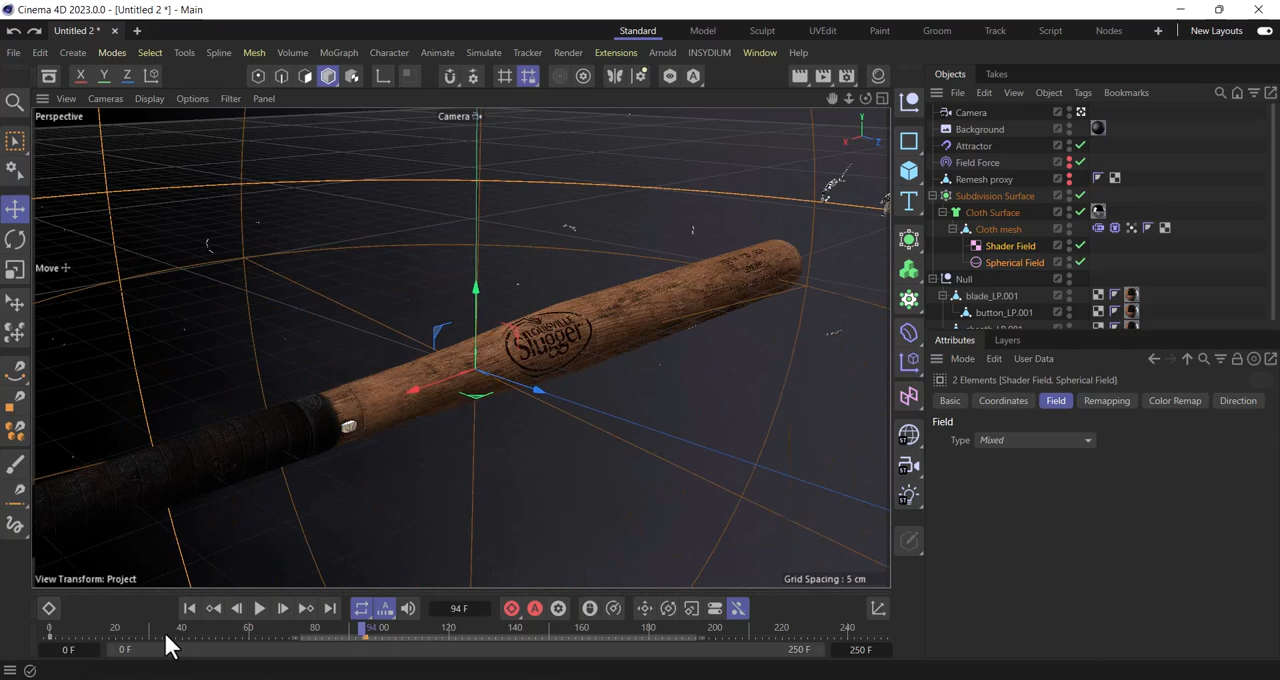 Cinema 4D 2023.0.0 - [Untitled 2 *] - Main
Untitled 2 *
Standard Model Sculpt UVEdit Paint Groom Track Script Nodes New Layouts
File Edit Create Modes Select Tools Spline Mesh Volume MoGraph Character Animate Simulate Tracker Render Extensions Arnold INSYDIUM Window Help
X Y Z
Objects Takes
View Cameras Display Options Filter Panel
File Edit View Object Tags Bookmarks
Perspective
Camera
Y
X
Z
Camera
Background
Attractor
Field Force
Remesh proxy
Subdivision Surface
Cloth Surface
Cloth mesh
Shader Field
Spherical Field
Null
blade_LP.001
button_LP.001
Move
LOUISVILLE
Slugger
T
ST
ST
ST
Attributes Layers
Mode Edit User Data
2 Elements [Shader Field, Spherical Field]
Basic Coordinates Field Remapping Color Remap Direction
Field
Type Mixed
View Transform: Project
Grid Spacing : 5 cm
94 F
0 20 40 60 80 94 00 120 140 160 180 200 220 240
0 F 0 F 250 F 250 F